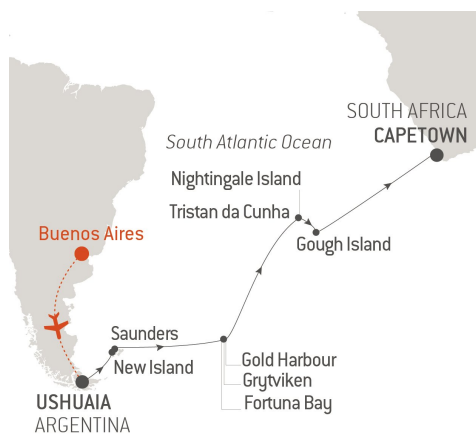 SOUTH AFRICA
CAPETOWN
South Atlantic Ocean
Nightingale Island
Tristan da Cunha
Gough Island
Buenos Aires
Saunders
New Island
Gold Harbour
Grytviken
Fortuna Bay
USHUAIA
ARGENTINA